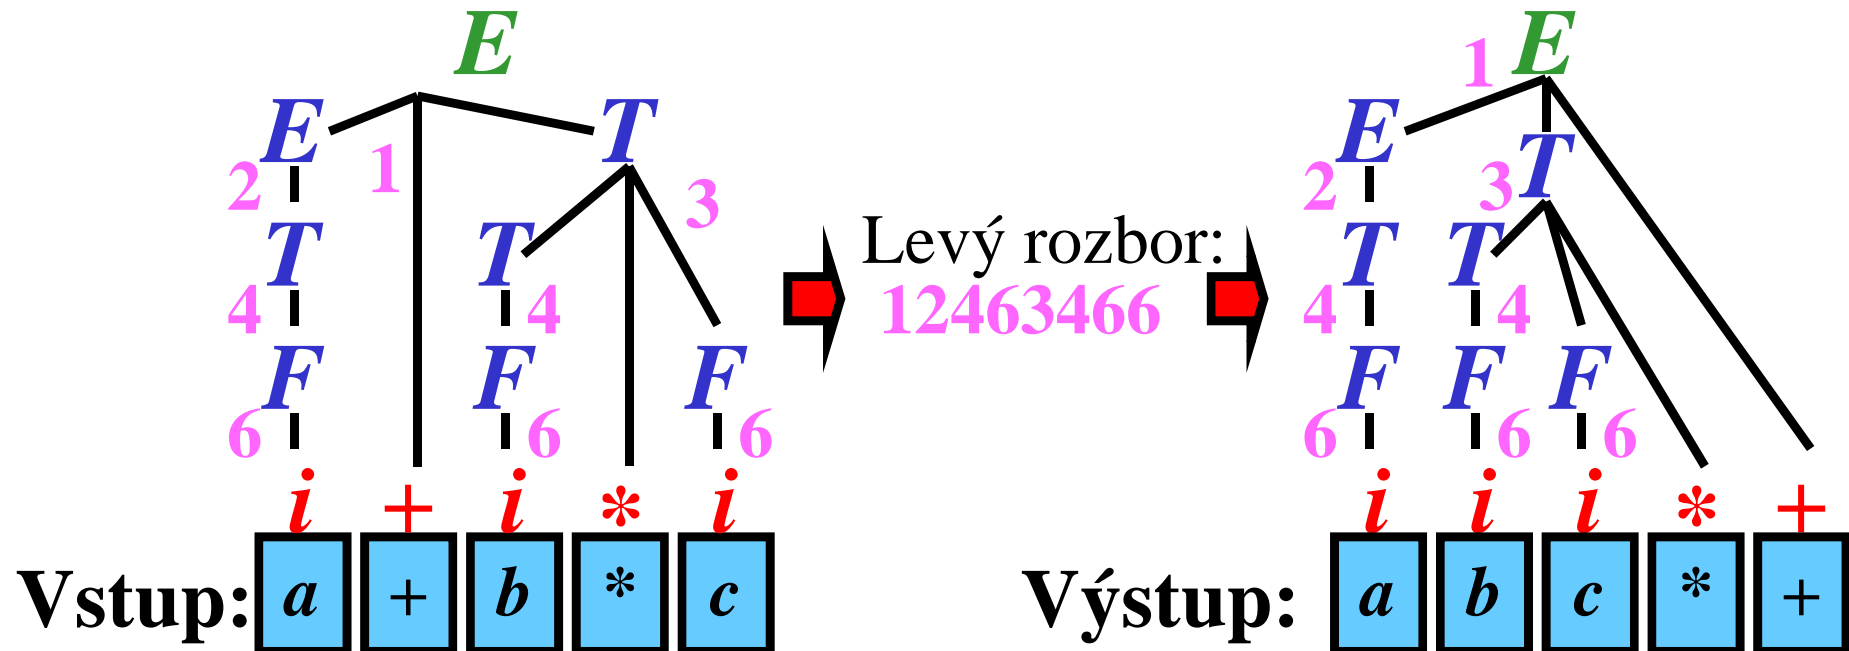 E 1 E
E T E T
2 1 3 2 3
T T Levý rozbor: T T
4 4 12463466 4 4
F F F F F F
6 6 6 6 6 6
i + i * i i i i * +
Vstup: a + b * c Výstup: a b c * +